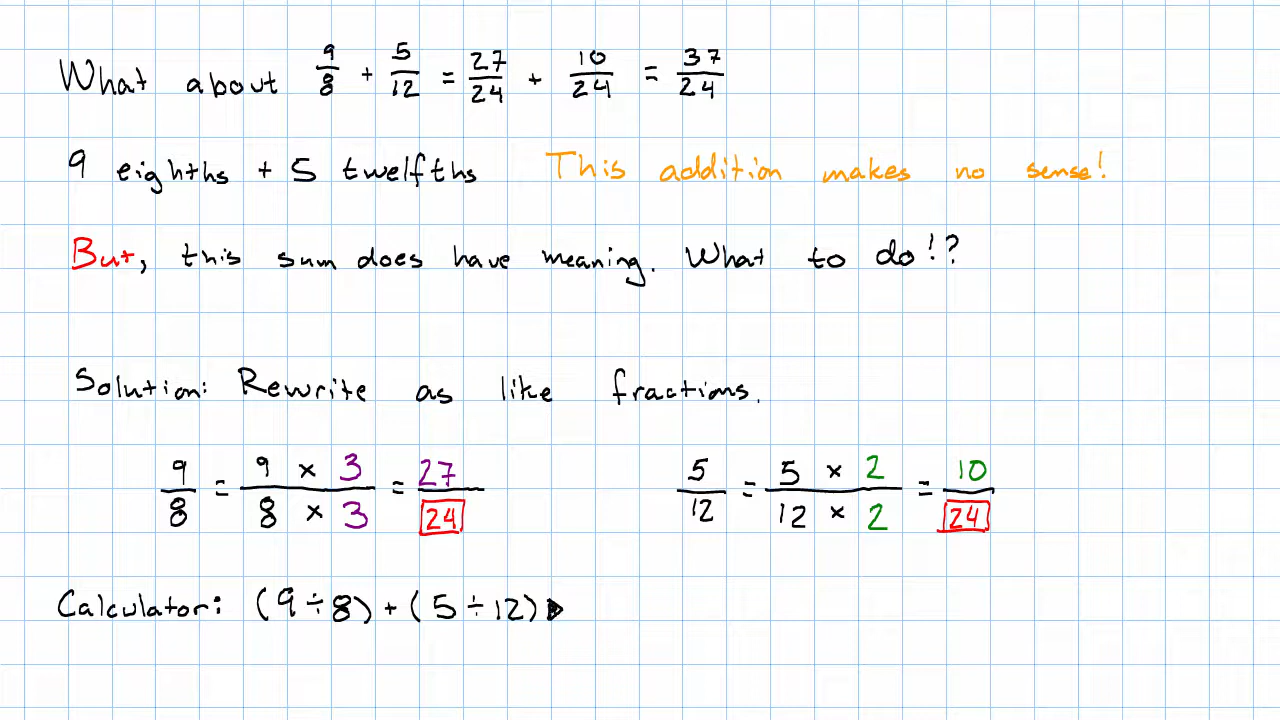 What about 9/8 + 5/12 = 27/24 + 10/24 = 37/24
9 eighths + 5 twelfths This addition makes no sense!
But, this sum does have meaning. What to do!?
Solution: Rewrite as like fractions.
9/8 = (9 × 3)/(8 × 3) = 27/24 5/12 = (5 × 2)/(12 × 2) = 10/24
Calculator: (9 ÷ 8) + (5 ÷ 12)